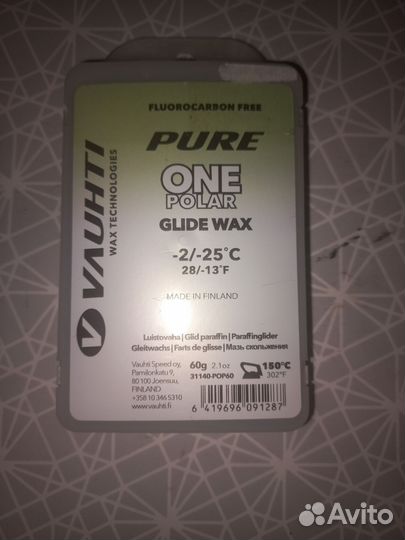 FLUOROCARBON FREE
PURE
ONE
POLAR
GLIDE WAX
-2/-25°C
28/-13°F
MADE IN FINLAND
VAUHTI
WAX TECHNOLOGIES
Luistovaha | Glid paraffin | Paraffinglider
Gleitwachs | Farts de glisse | Мазь скольжения
Vauhti Speed oy,
Pamilonkatu 9,
80 100 Joensuu,
FINLAND
+358 10 346 5310
www.vauhti.fi
60g 2.1oz
31140-POP60
150°C
302°F
6 419696 091287
Avito